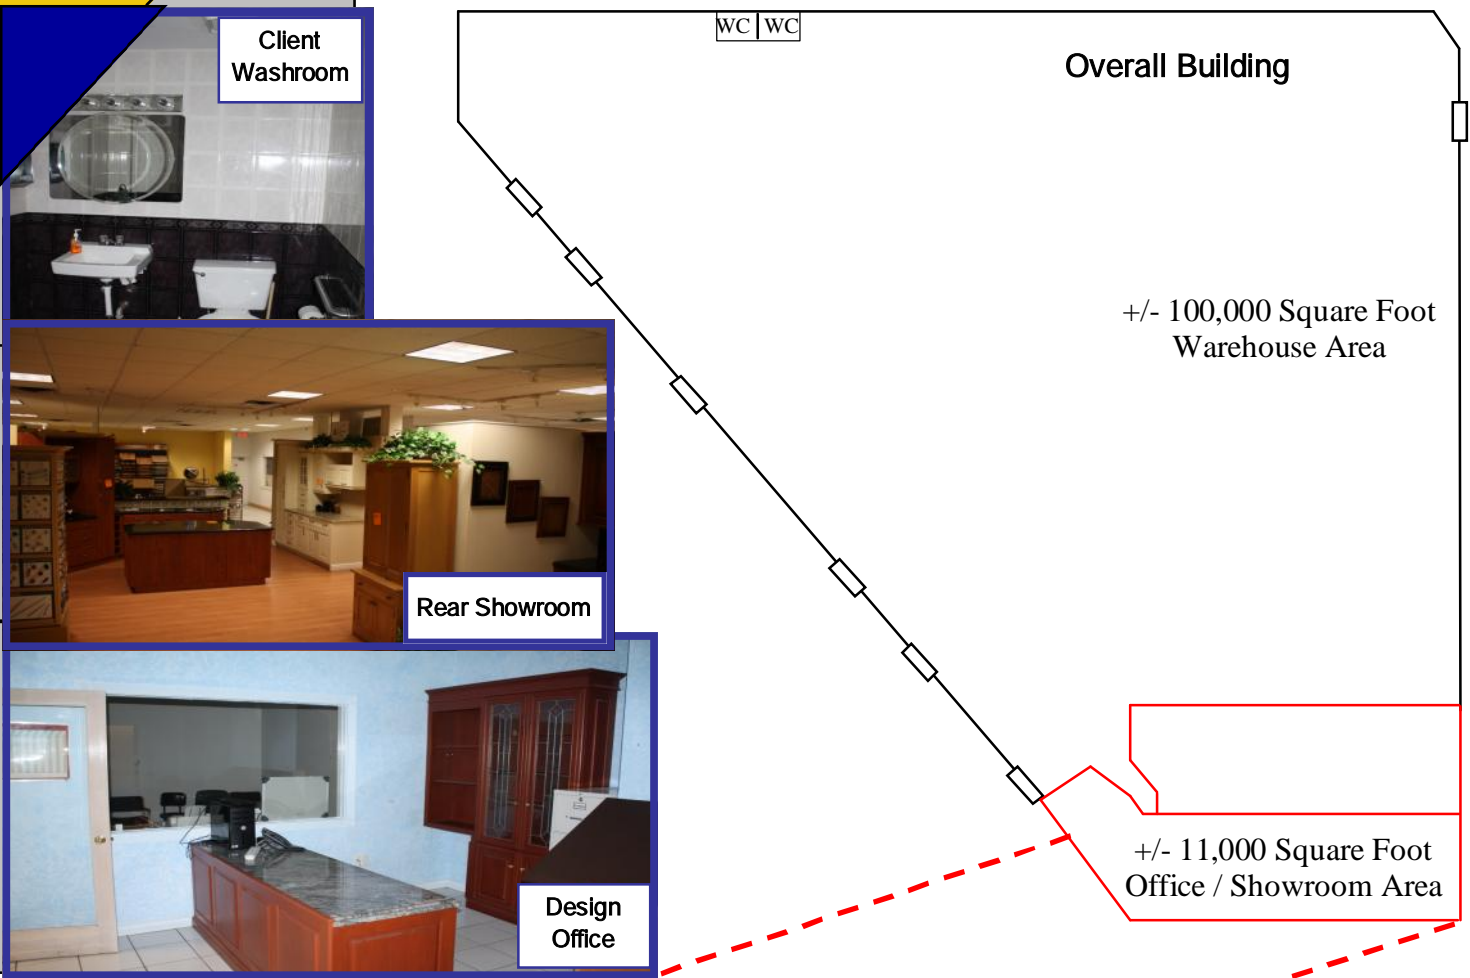 Client
Washroom
Rear Showroom
Design
Office
WC WC
Overall Building
+/- 100,000 Square Foot
Warehouse Area
+/- 11,000 Square Foot
Office / Showroom Area